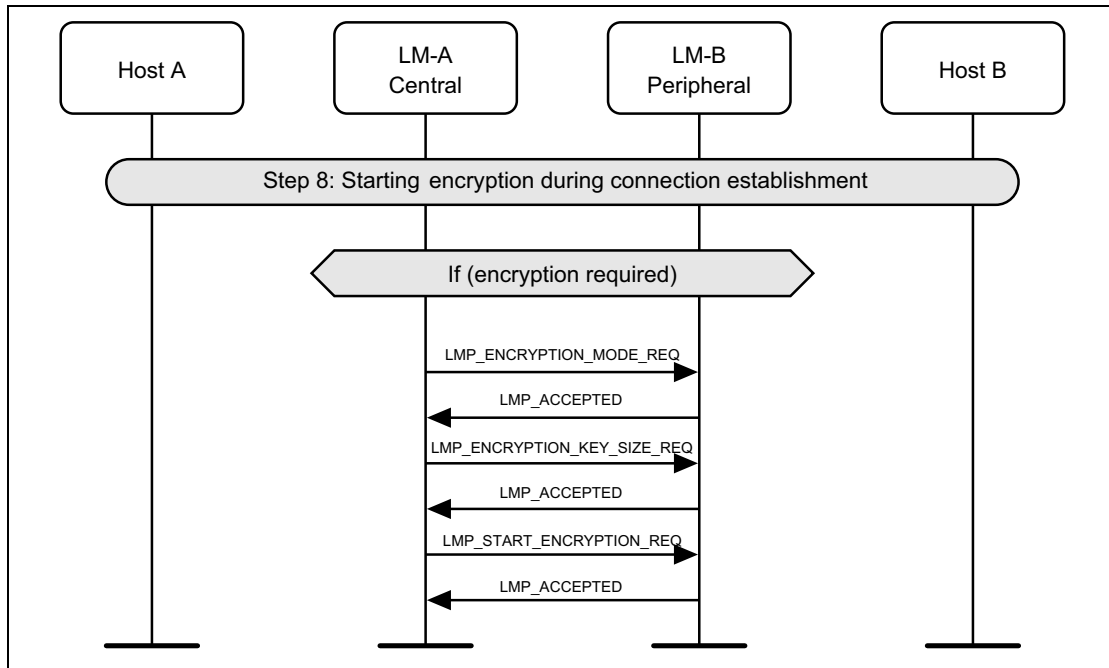 Host A
LM-A
Central
LM-B
Peripheral
Host B
Step 8: Starting encryption during connection establishment
If (encryption required)
LMP_ENCRYPTION_MODE_REQ
LMP_ACCEPTED
LMP_ENCRYPTION_KEY_SIZE_REQ
LMP_ACCEPTED
LMP_START_ENCRYPTION_REQ
LMP_ACCEPTED